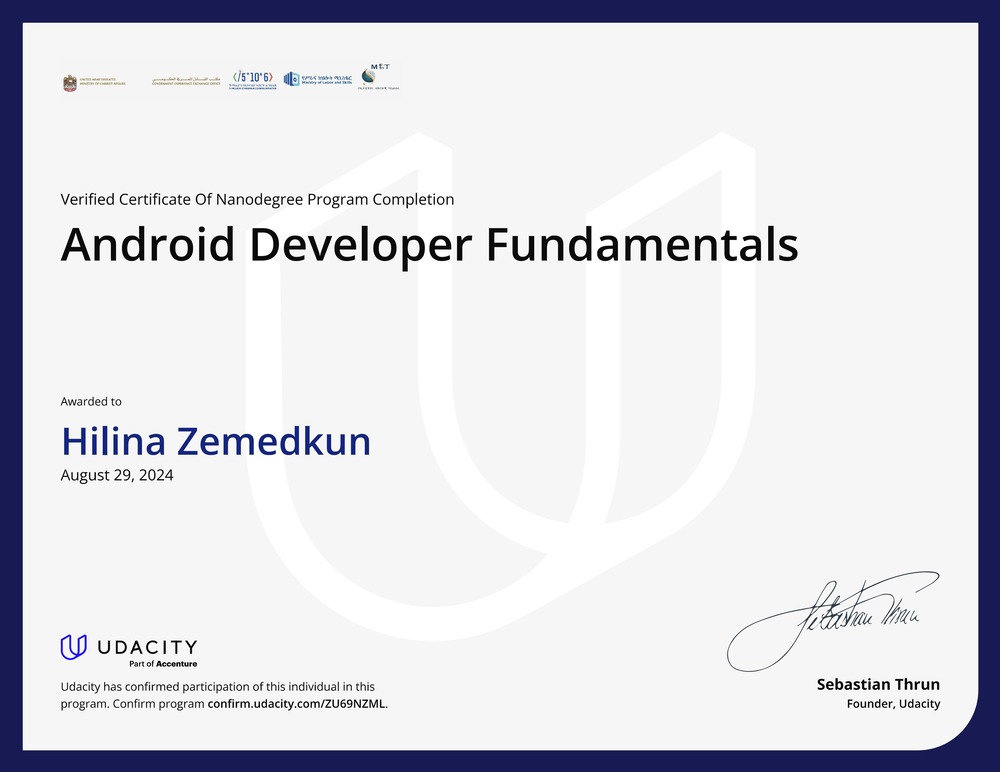 UNITED ARAB EMIRATES
MINISTRY OF CABINET AFFAIRS
GOVERNMENT EXPERIENCE EXCHANGE OFFICE
</5*10^6>
የሥራና ክህሎት ሚኒስቴር
Ministry of Labor and Skills
Verified Certificate Of Nanodegree Program Completion
Android Developer Fundamentals
Awarded to
Hilina Zemedkun
August 29, 2024
UDACITY
Part of Accenture
Udacity has confirmed participation of this individual in this
program. Confirm program confirm.udacity.com/ZU69NZML.
Sebastian Thrun
Sebastian Thrun
Founder, Udacity